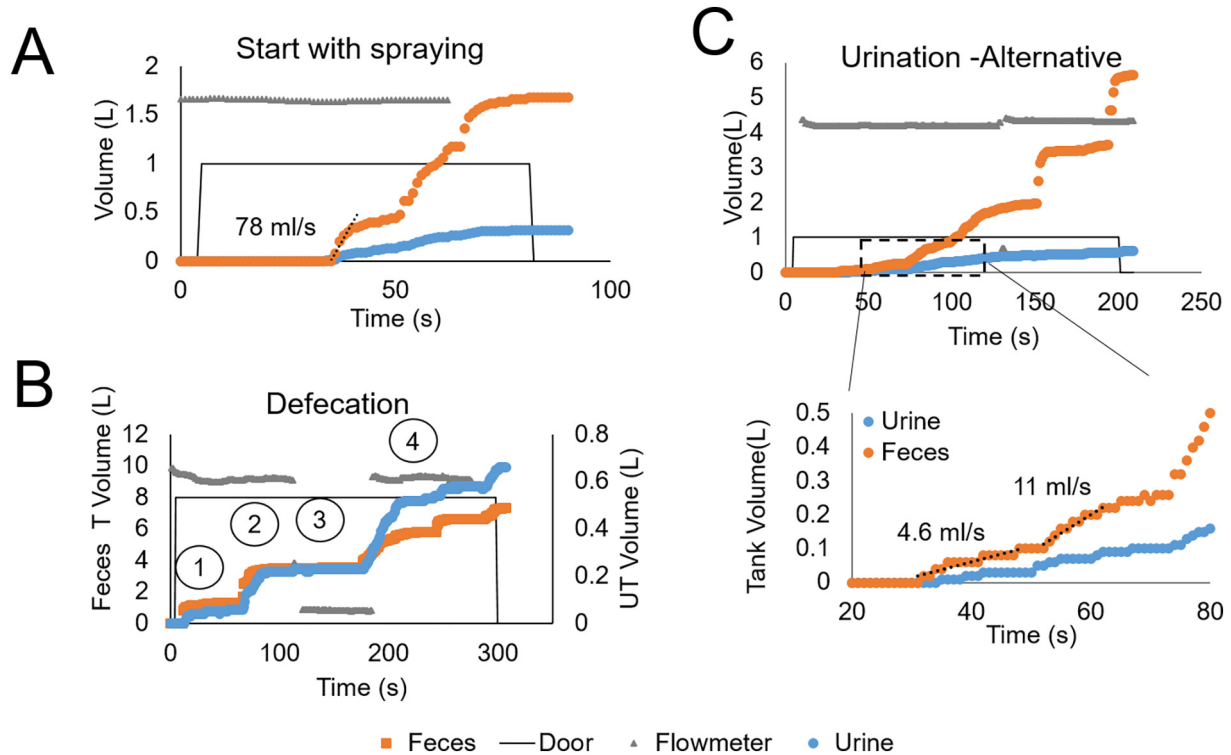 A
Start with spraying
Volume (L)
2
1.5
1
0.5
0
78 ml/s
0
50
100
Time (s)
B
Defecation
Feces T Volume (L)
12
10
8
6
4
2
0
1
2
3
4
0.8
0.6
0.4
0.2
0
UT Volume (L)
0
100
200
300
Time (s)
C
Urination -Alternative
Volume(L)
6
5
4
3
2
1
0
0
50
100
150
200
250
Time (s)
Tank Volume(L)
0.5
0.4
0.3
0.2
0.1
0
Urine
Feces
4.6 ml/s
11 ml/s
20
40
60
80
Time (s)
Feces Door Flowmeter Urine